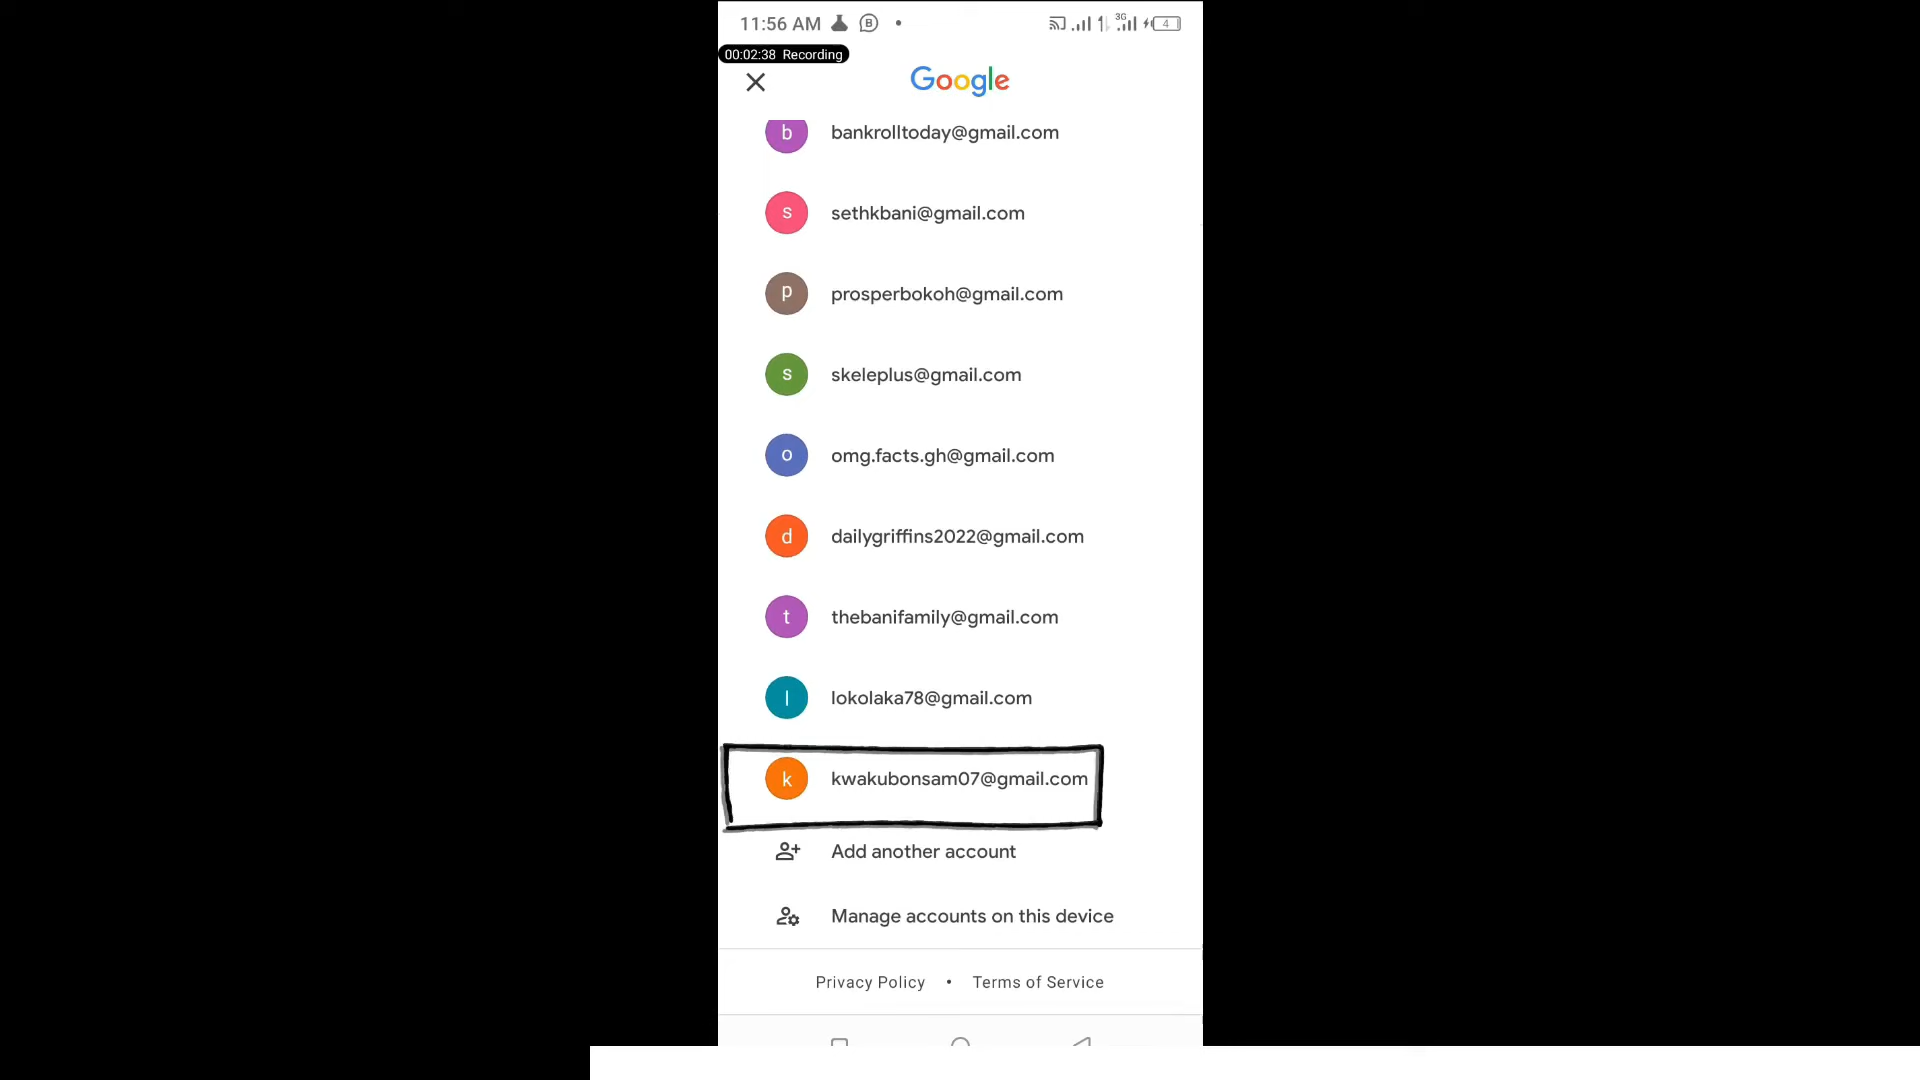 11:56 AM B
3G 4
00:02:38 Recording
Google
b bankrolltoday@gmail.com
s sethkbani@gmail.com
p prosperbokoh@gmail.com
s skeleplus@gmail.com
o omg.facts.gh@gmail.com
d dailygriffins2022@gmail.com
t thebanifamily@gmail.com
l lokolaka78@gmail.com
k kwakubonsam07@gmail.com
Add another account
Manage accounts on this device
Privacy Policy • Terms of Service